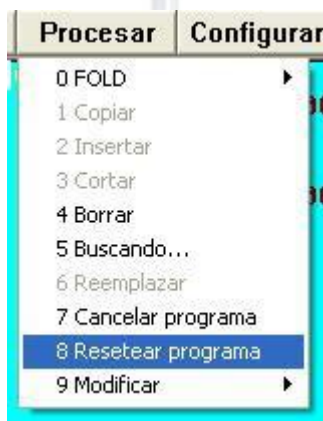 Procesar Configurar
0 FOLD
1 Copiar
2 Insertar
3 Cortar
4 Borrar
5 Buscando...
6 Reemplazar
7 Cancelar programa
8 Resetear programa
9 Modificar